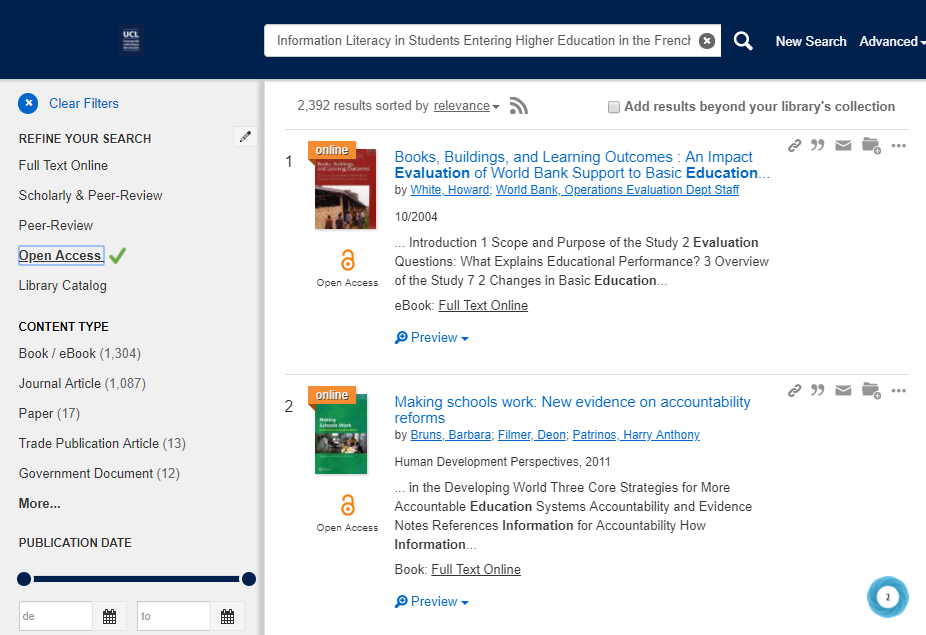 UCL
Information Literacy in Students Entering Higher Education in the French
New Search
Advanced
Clear Filters
REFINE YOUR SEARCH
Full Text Online
Scholarly & Peer-Review
Peer-Review
Open Access
Library Catalog
CONTENT TYPE
Book / eBook (1,304)
Journal Article (1,087)
Paper (17)
Trade Publication Article (13)
Government Document (12)
More...
PUBLICATION DATE
de
to
2,392 results sorted by relevance
Add results beyond your library's collection
1
online
Books, Buildings,
and Learning Outcomes
Open Access
Books, Buildings, and Learning Outcomes : An Impact
Evaluation of World Bank Support to Basic Education...
by White, Howard; World Bank, Operations Evaluation Dept Staff
10/2004
... Introduction 1 Scope and Purpose of the Study 2 Evaluation
Questions: What Explains Educational Performance? 3 Overview
of the Study 7 2 Changes in Basic Education...
eBook: Full Text Online
Preview
2
online
Making
Schools Work
Open Access
Making schools work: New evidence on accountability
reforms
by Bruns, Barbara; Filmer, Deon; Patrinos, Harry Anthony
Human Development Perspectives, 2011
... in the Developing World Three Core Strategies for More
Accountable Education Systems Accountability and Evidence
Notes References Information for Accountability How
Information...
Book: Full Text Online
Preview
2